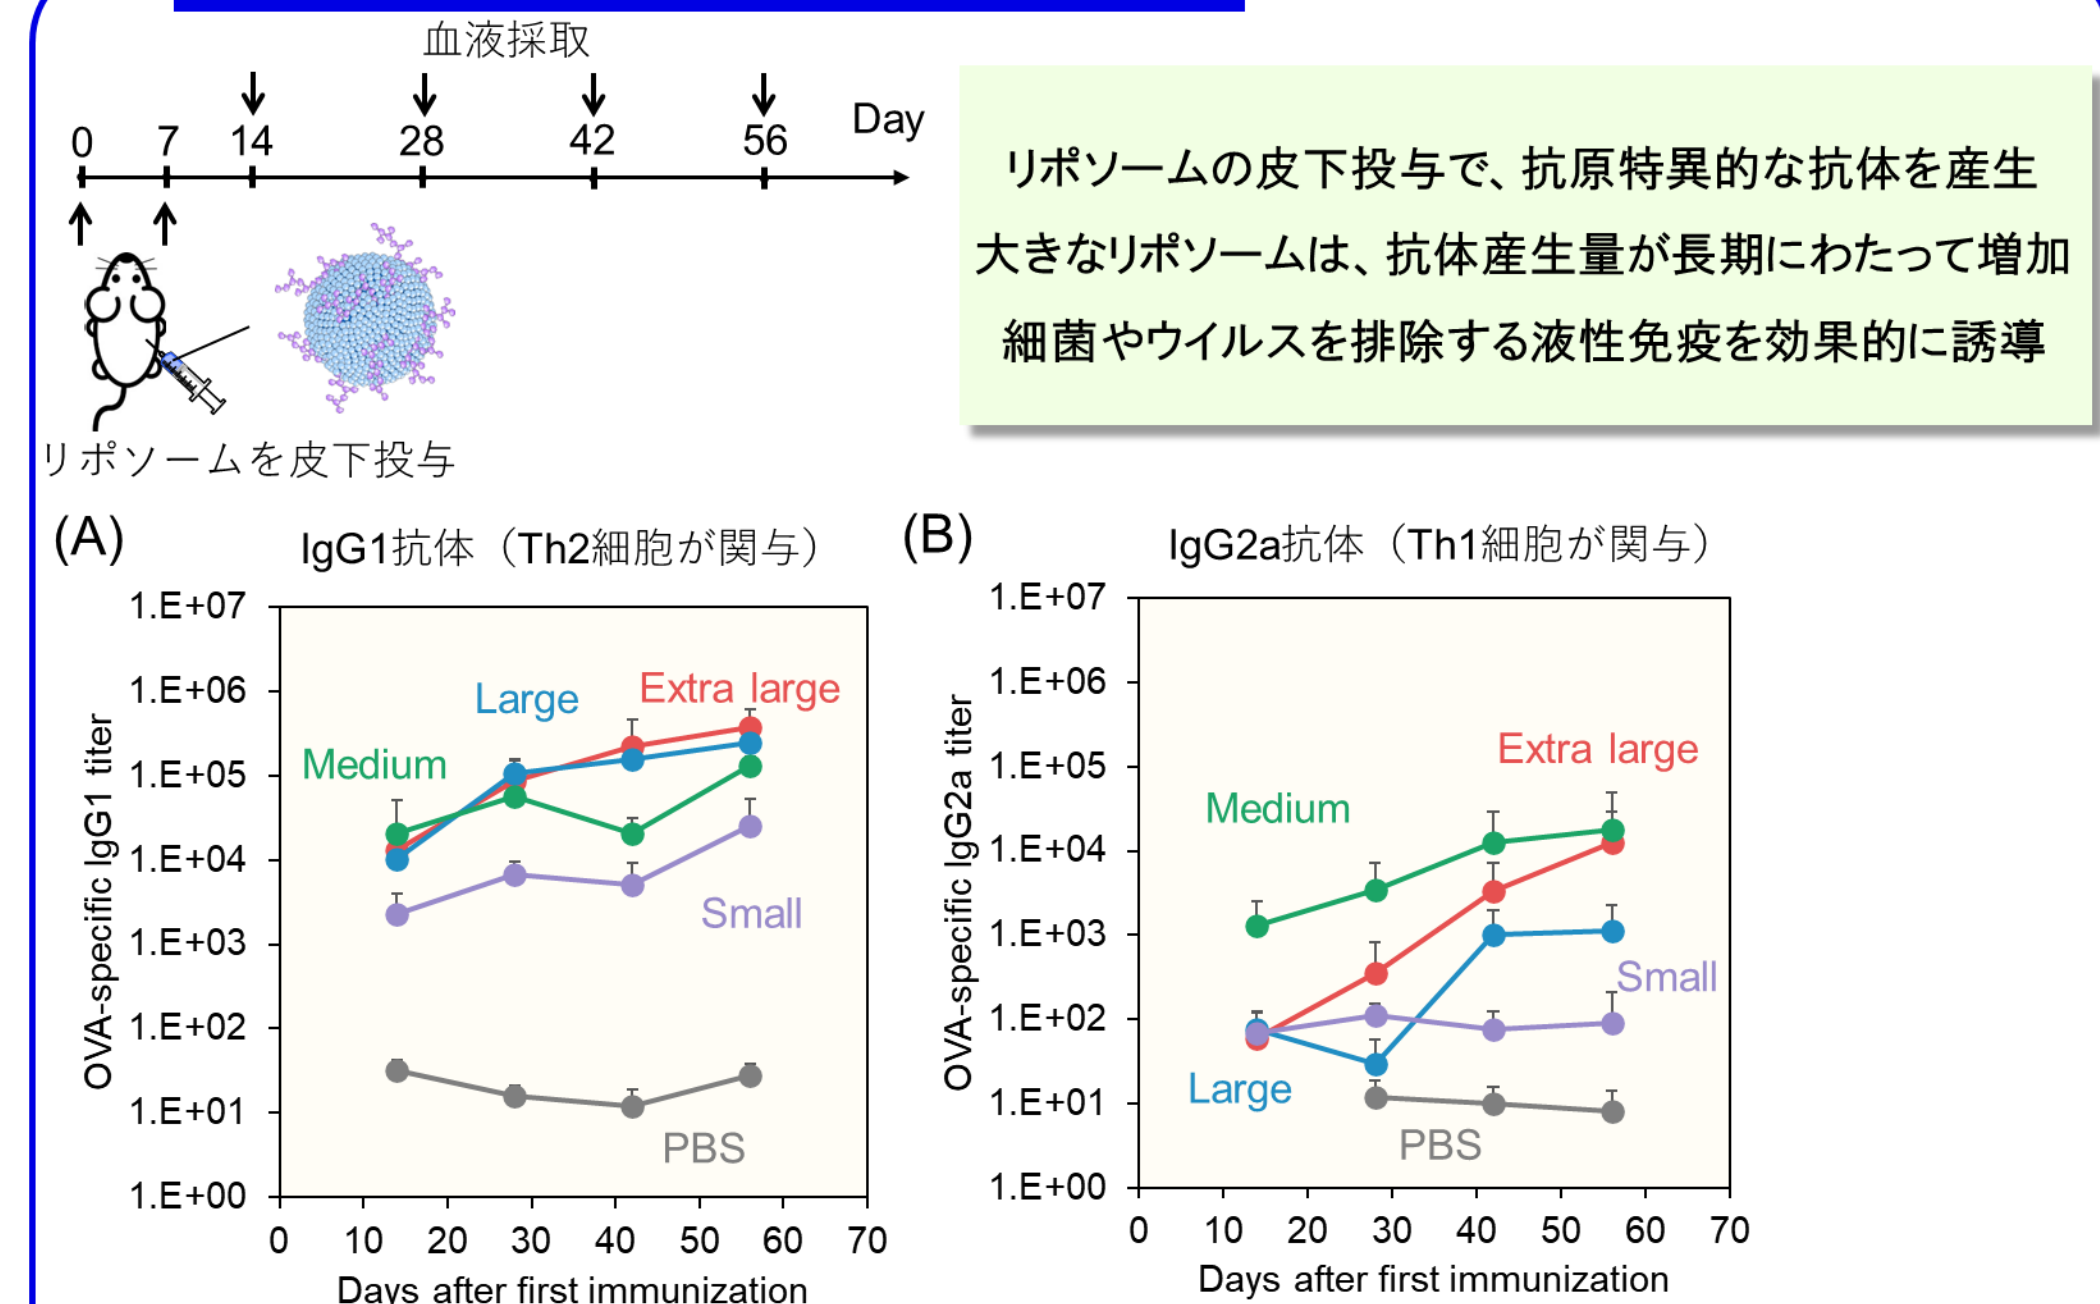 血液採取
0 7 14 28 42 56 Day
リポソームを皮下投与
リポソームの皮下投与で、抗原特異的な抗体を産生
大きなリポソームは、抗体産生量が長期にわたって増加
細菌やウイルスを排除する液性免疫を効果的に誘導
(A) IgG1抗体（Th2細胞が関与）
OVA-specific IgG1 titer
1.E+07
1.E+06
1.E+05
1.E+04
1.E+03
1.E+02
1.E+01
1.E+00
Extra large
Large
Medium
Small
PBS
0 10 20 30 40 50 60 70
Days after first immunization
(B) IgG2a抗体（Th1細胞が関与）
OVA-specific IgG2a titer
1.E+07
1.E+06
1.E+05
1.E+04
1.E+03
1.E+02
1.E+01
1.E+00
Extra large
Medium
Small
Large
PBS
0 10 20 30 40 50 60 70
Days after first immunization